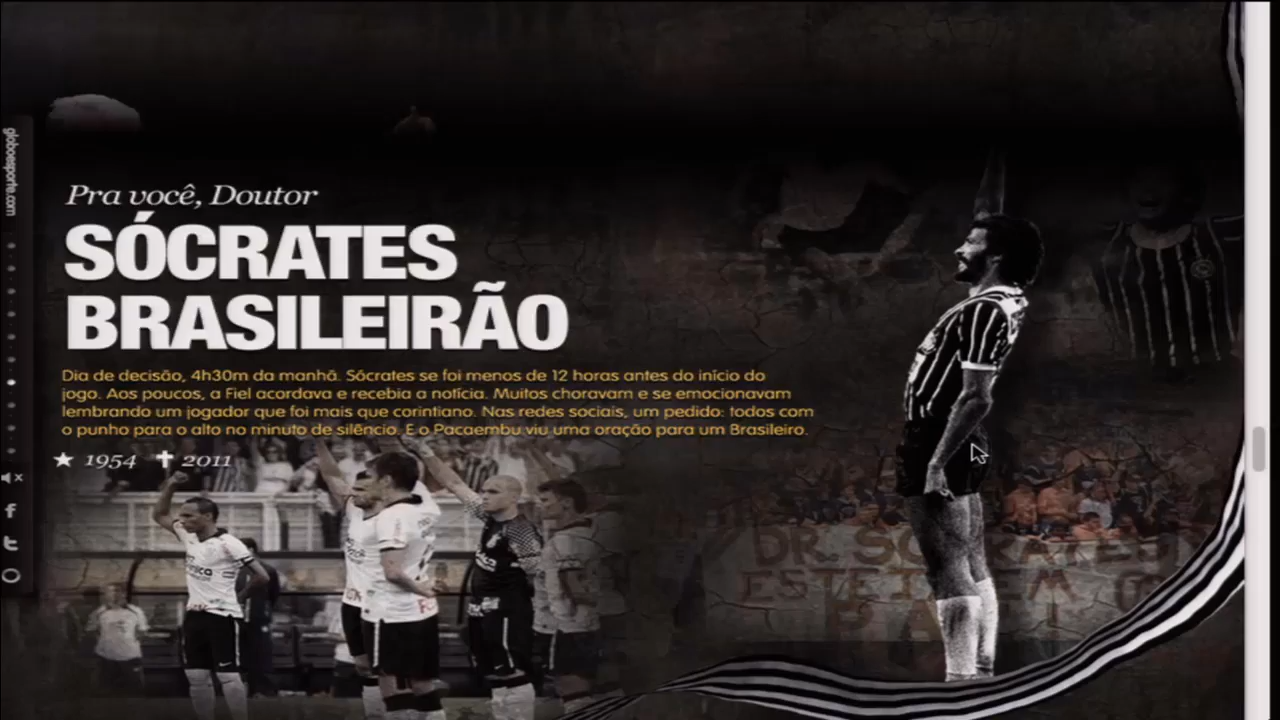 globoesporte.com
Pra você, Doutor
SÓCRATES
BRASILEIRÃO
Dia de decisão, 4h30m da manhã. Sócrates se foi menos de 12 horas antes do início do
jogo. Aos poucos, a Fiel acordava e recebia a notícia. Muitos choravam e se emocionavam
lembrando um jogador que foi mais que corintiano. Nas redes sociais, um pedido: todos com
o punho para o alto no minuto de silêncio. E o Pacaembu viu uma oração para um Brasileiro.
★ 1954 ✝ 2011
DR.